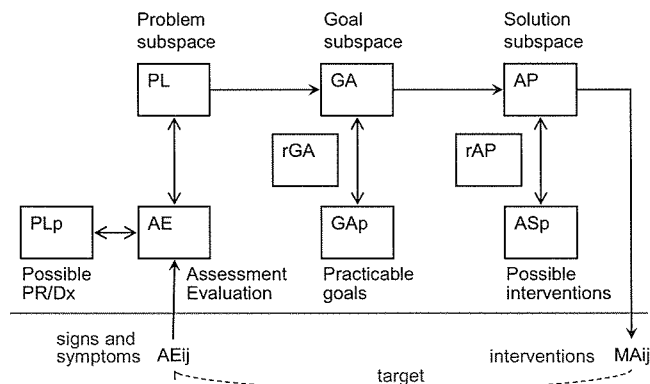 Problem
subspace
Goal
subspace
Solution
subspace
PL
GA
AP
rGA
rAP
PLp
AE
GAp
ASp
Possible
PR/Dx
Assessment
Evaluation
Practicable
goals
Possible
interventions
signs and
symptoms
AEij
interventions
MAij
target